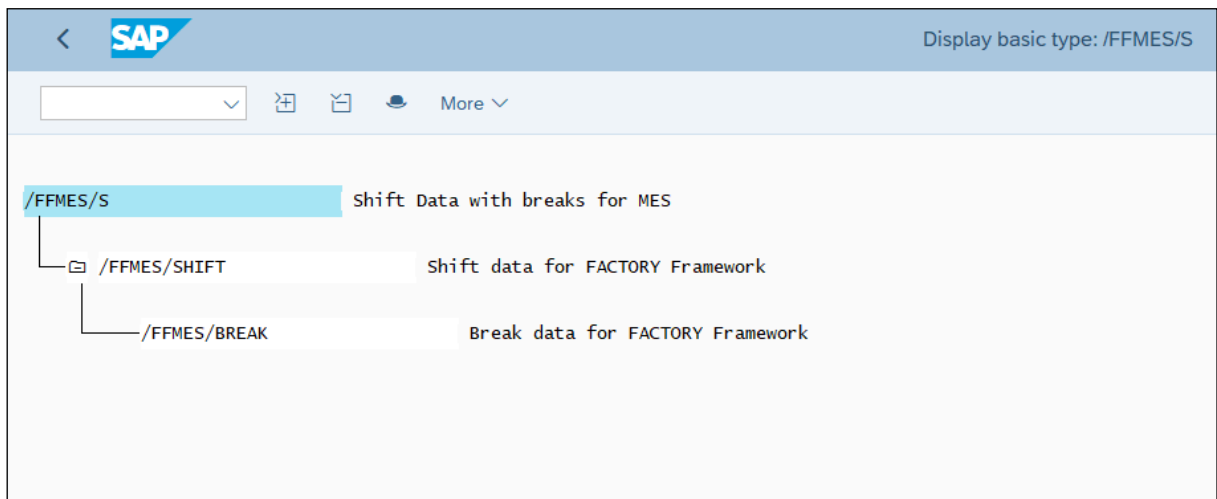 SAP Display basic type: /FFMES/S
More
/FFMES/S Shift Data with breaks for MES
/FFMES/SHIFT Shift data for FACTORY Framework
/FFMES/BREAK Break data for FACTORY Framework